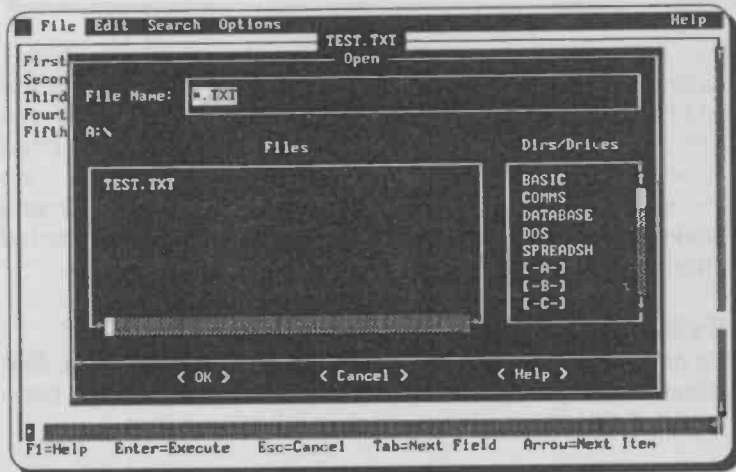 File Edit Search Options Help
TEST.TXT
Open
First
Secon
Third
Fourt
Fifth
File Name: *.TXT
A:\
Files
Dirs/Drives
TEST.TXT
BASIC
COMMS
DATABASE
DOS
SPREADSH
[-A-]
[-B-]
[-C-]
< OK > < Cancel > < Help >
F1=Help Enter=Execute Esc=Cancel Tab=Next Field Arrow=Next Item